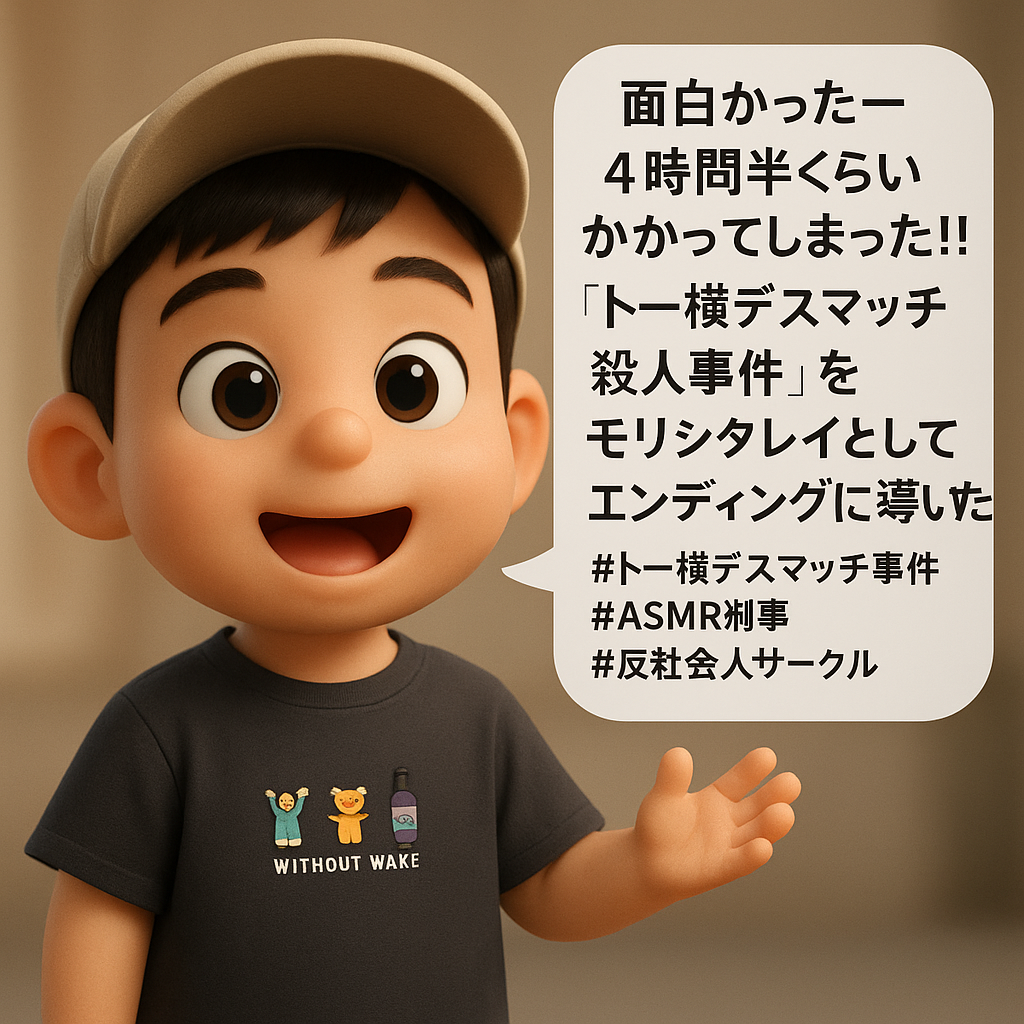 面白かったー
4時間半くらい
かかってしまった!!
「トー横デスマッチ
殺人事件」を
モリシタレイとして
エンディングに導いた
#トー横デスマッチ事件
#ASMR刑事
#反社会人サークル
WITHOUT WAKE